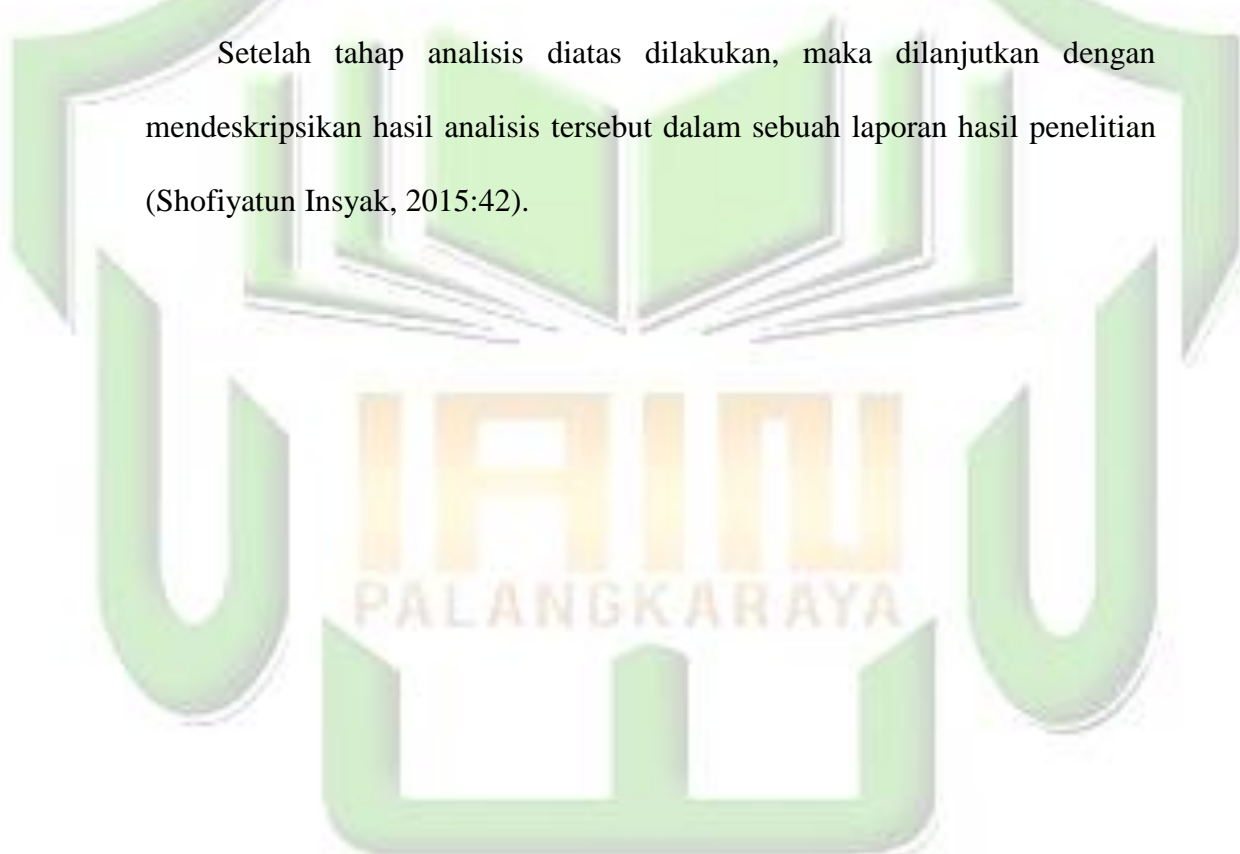 Setelah tahap analisis diatas dilakukan, maka dilanjutkan dengan
mendeskripsikan hasil analisis tersebut dalam sebuah laporan hasil penelitian
(Shofiyatun Insyak, 2015:42).
IAIN
PALANGKARAYA